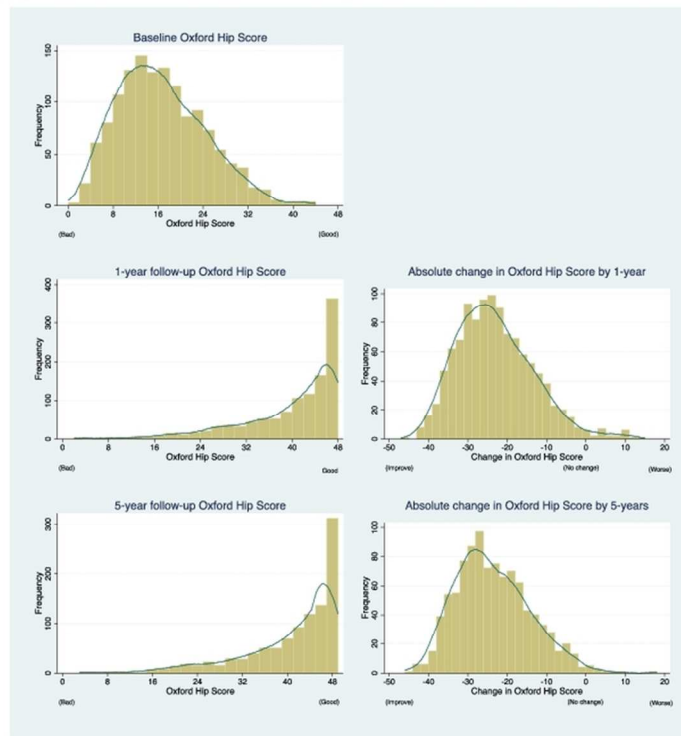 Baseline Oxford Hip Score
Frequency
0 50 100 150
0 8 16 24 32 40 48
Oxford Hip Score
(Bad) (Good)
1-year follow-up Oxford Hip Score
Frequency
0 100 200 300 400
0 8 16 24 32 40 48
Oxford Hip Score
(Bad) Good
Absolute change in Oxford Hip Score by 1-year
Frequency
0 20 40 60 80 100
-50 -40 -30 -20 -10 0 10 20
Change in Oxford Hip Score
(Improve) (No change) (Worse)
5-year follow-up Oxford Hip Score
Frequency
0 100 200 300
0 8 16 24 32 40 48
Oxford Hip Score
(Bad) (Good)
Absolute change in Oxford Hip Score by 5-years
Frequency
0 20 40 60 80 100
-50 -40 -30 -20 -10 0 10 20
Change in Oxford Hip Score
(Improve) (No change) (Worse)